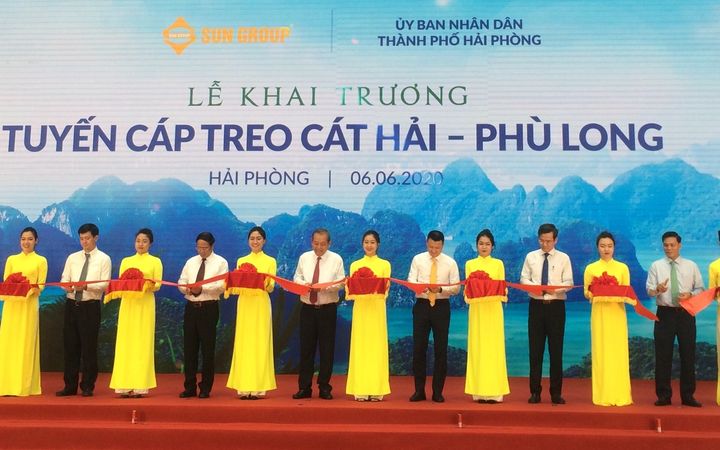 SUN GROUP
ỦY BAN NHÂN DÂN
THÀNH PHỐ HẢI PHÒNG
LỄ KHAI TRƯƠNG
TUYẾN CÁP TREO CÁT HẢI – PHÙ LONG
HẢI PHÒNG | 06.06.2020